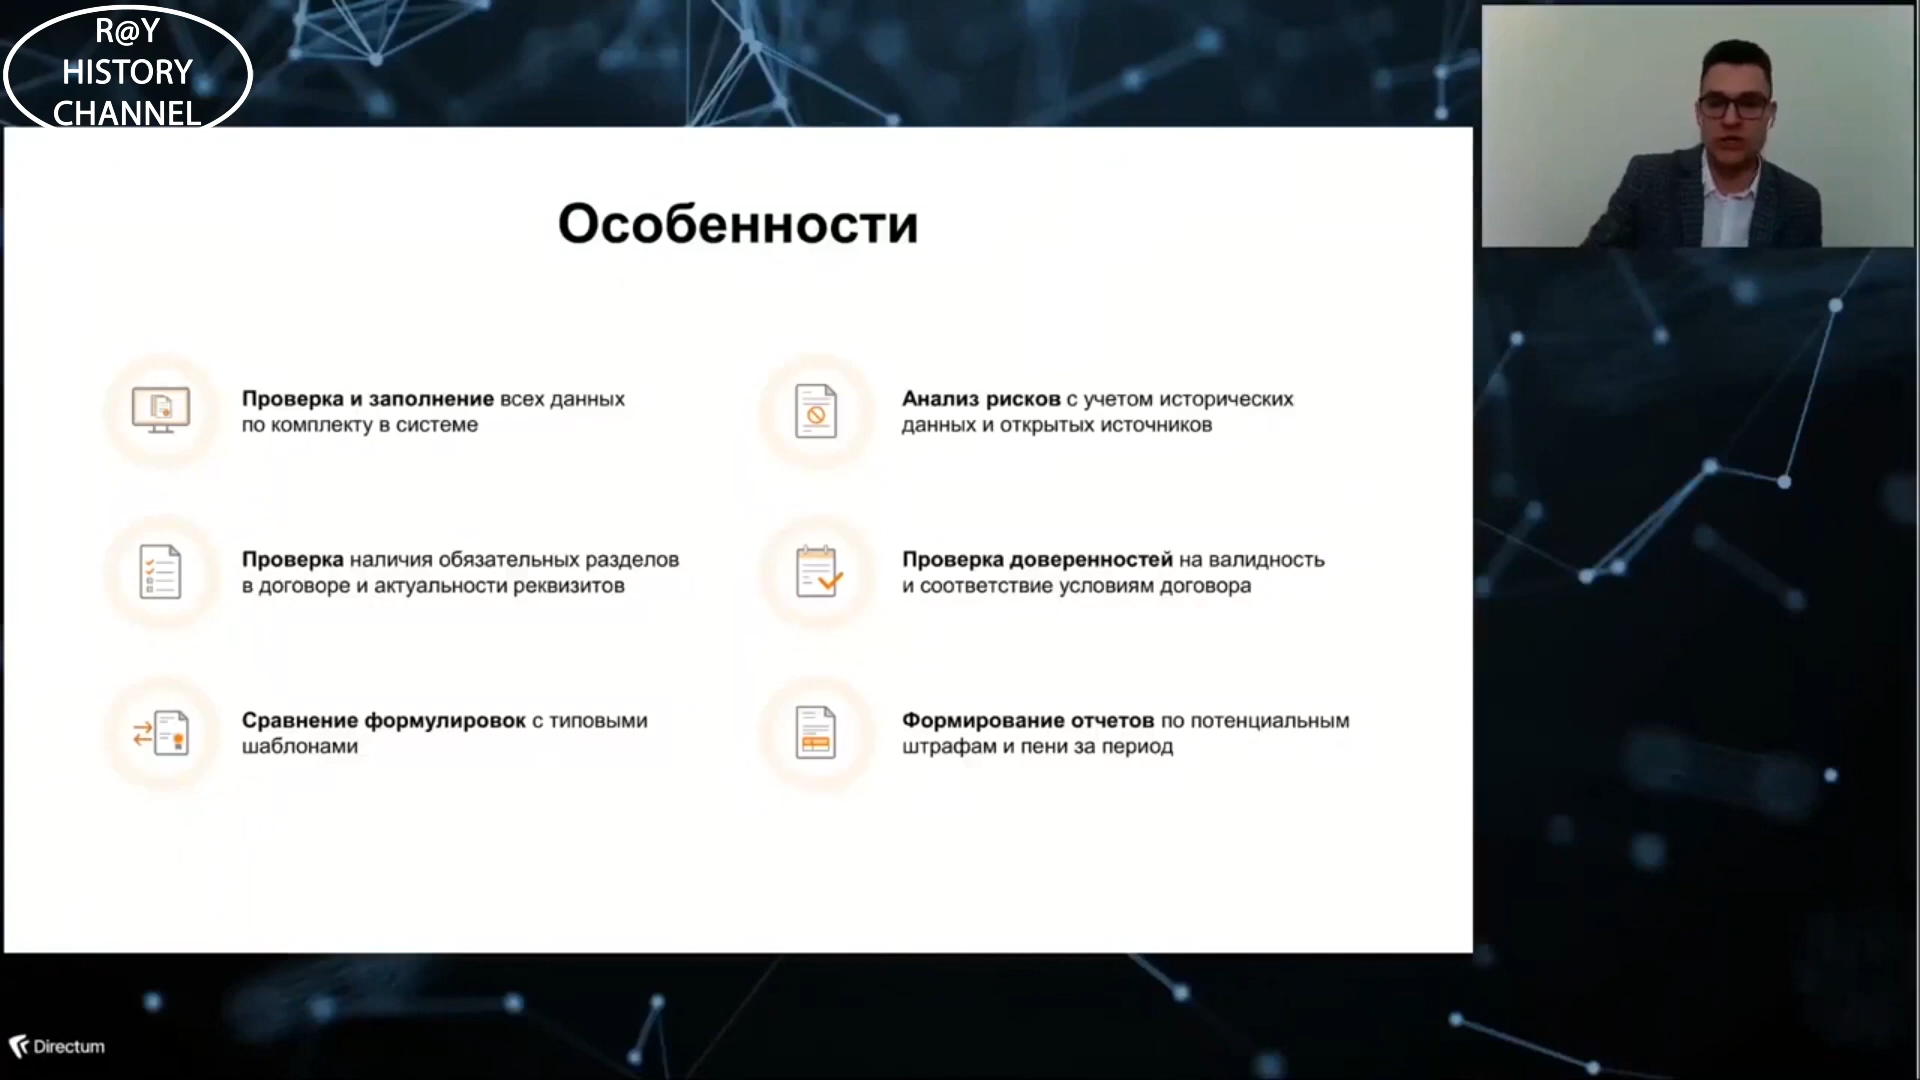 R@Y
HISTORY
CHANNEL
Особенности
Проверка и заполнение всех данных
по комплекту в системе
Проверка наличия обязательных разделов
в договоре и актуальности реквизитов
Сравнение формулировок с типовыми
шаблонами
Анализ рисков с учетом исторических
данных и открытых источников
Проверка доверенностей на валидность
и соответствие условиям договора
Формирование отчетов по потенциальным
штрафам и пени за период
Directum